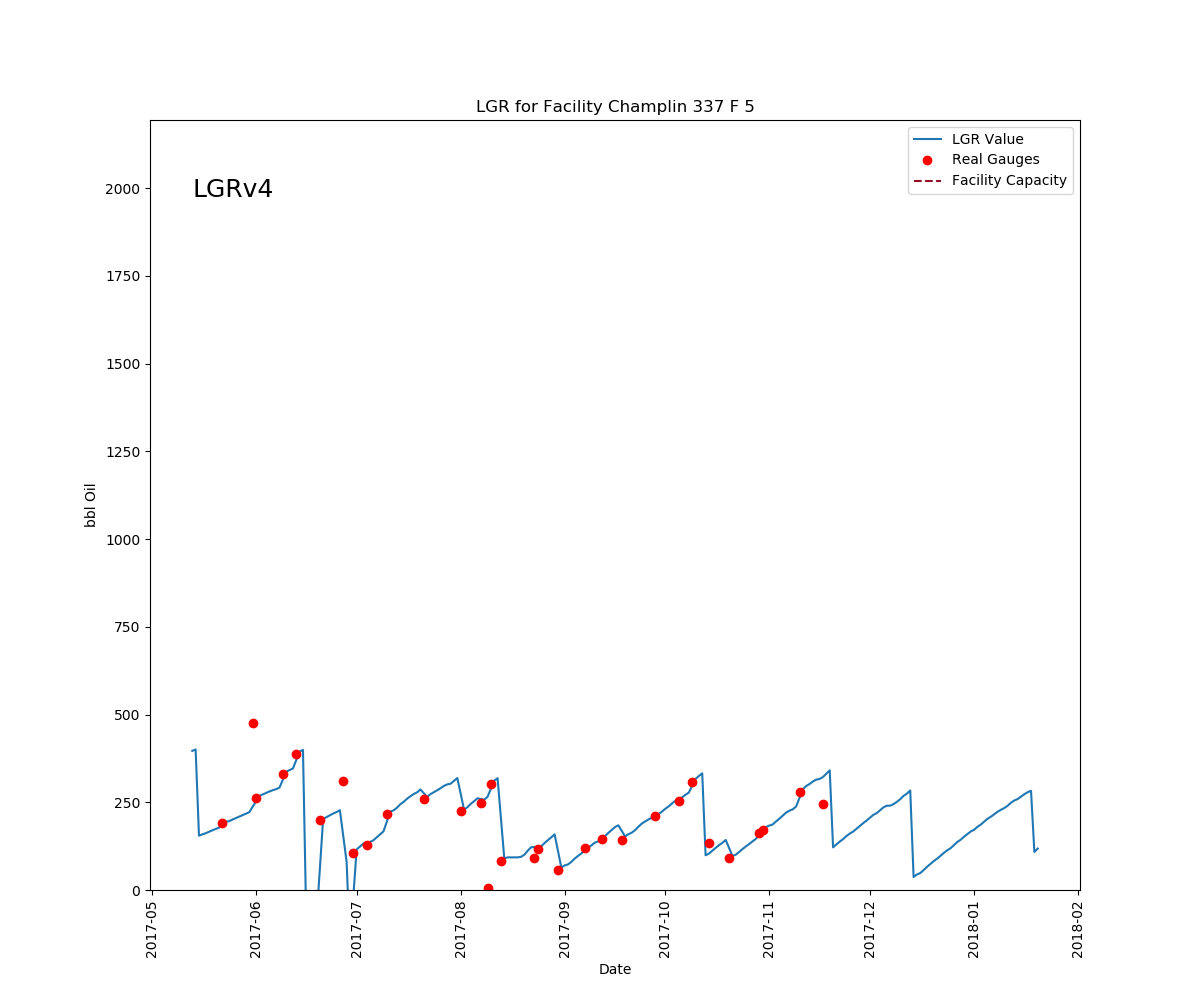 LGR for Facility Champlin 337 F 5
LGR Value
Real Gauges
Facility Capacity
LGRv4
2000
1750
1500
1250
1000
750
500
250
0
bbl Oil
2017-05
2017-06
2017-07
2017-08
2017-09
2017-10
2017-11
2017-12
2018-01
2018-02
Date